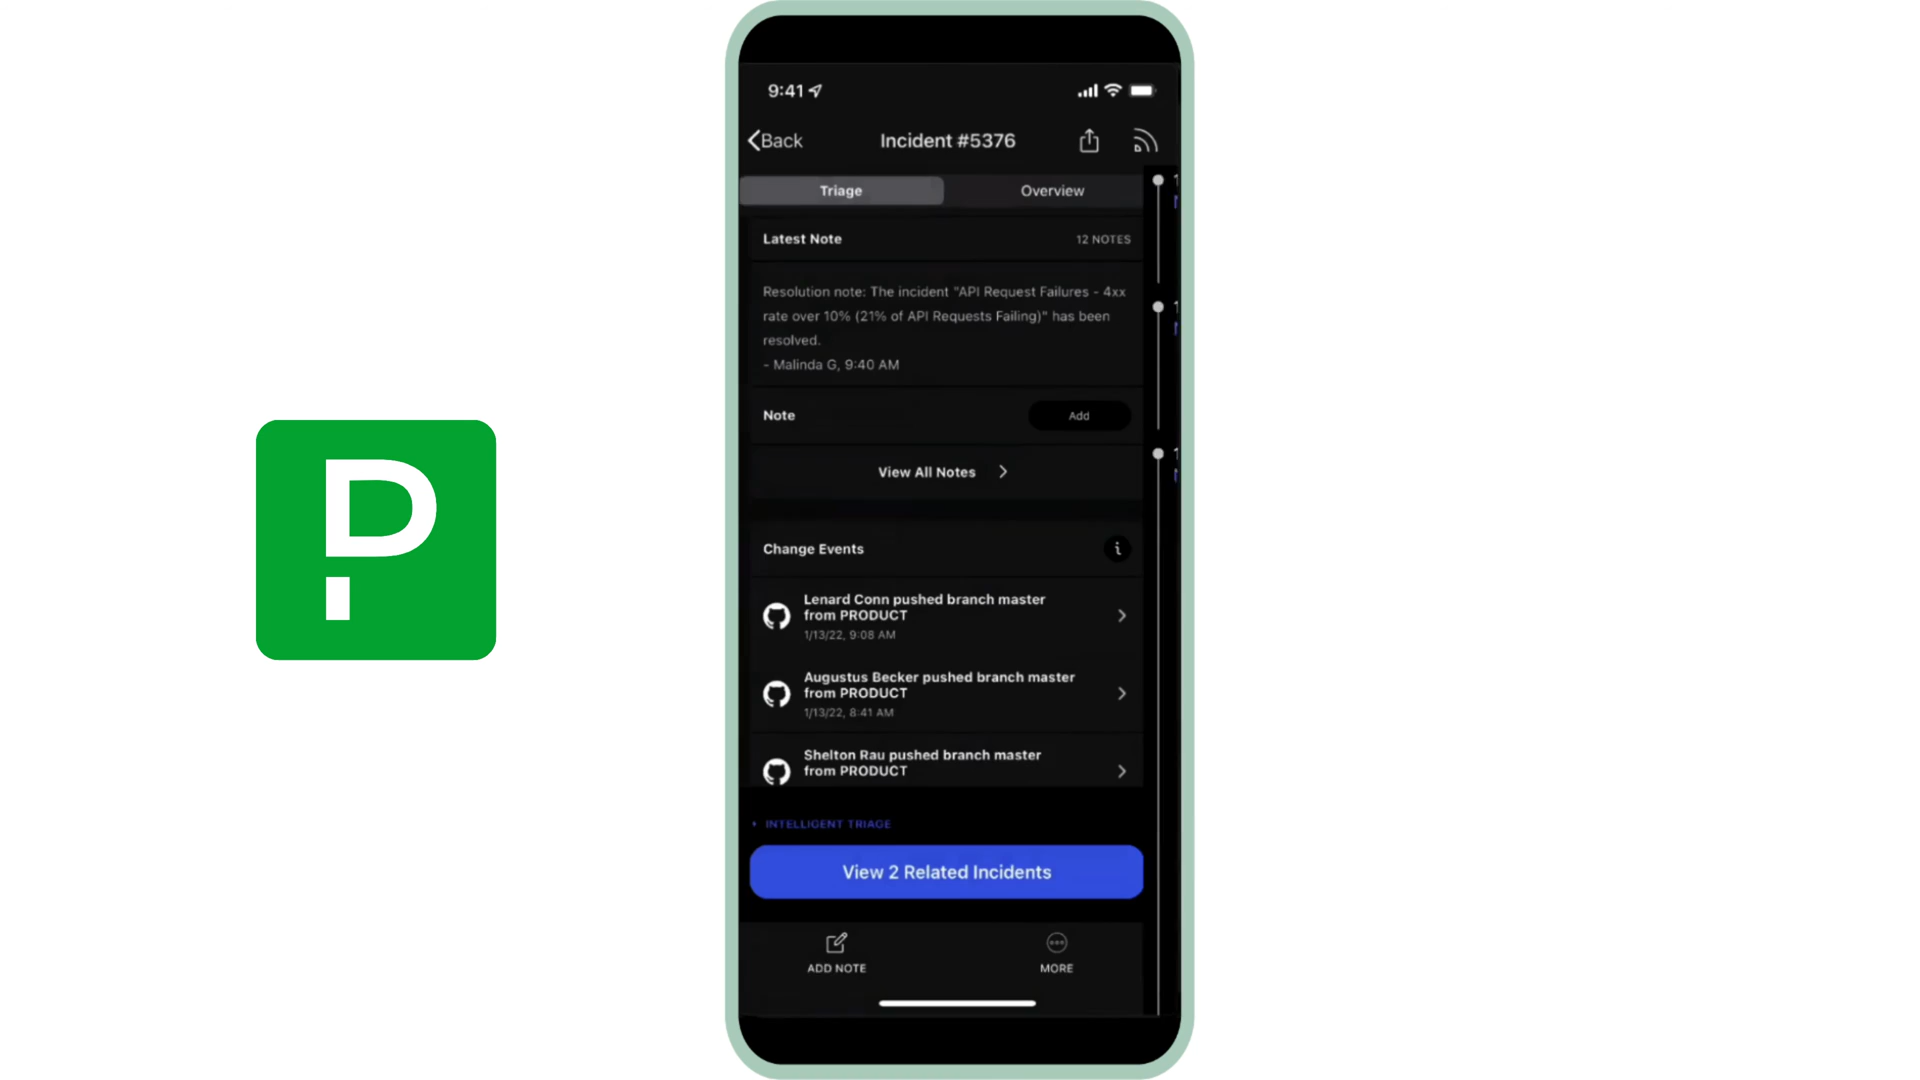 P
9:41
Back
Incident #5376
Triage
Overview
Latest Note
12 NOTES
Resolution note: The incident "API Request Failures - 4xx
rate over 10% (21% of API Requests Failing)" has been
resolved.
- Malinda G, 9:40 AM
Note
Add
View All Notes
Change Events
Lenard Conn pushed branch master
from PRODUCT
1/13/22, 9:08 AM
Augustus Becker pushed branch master
from PRODUCT
1/13/22, 8:41 AM
Shelton Rau pushed branch master
from PRODUCT
INTELLIGENT TRIAGE
View 2 Related Incidents
ADD NOTE
MORE